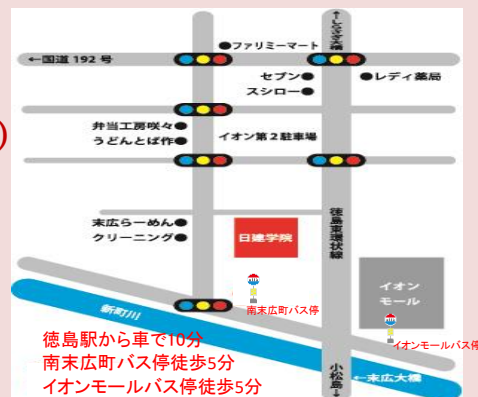 ←しらさぎ大橋
●ファミリーマート
←国道 192 号
セブン●
●レディ薬局
スシロー●
弁当工房咲々●
うどんとば作●
イオン第2駐車場
)
徳島東環状線
末広らーめん●
クリーニング●
日建学院
イオン
モール
南末広町バス停
新町川
イオンモールバス停
徳島駅から車で10分
南末広町バス停徒歩5分
イオンモールバス停徒歩5分
小松島→
←末広大橋